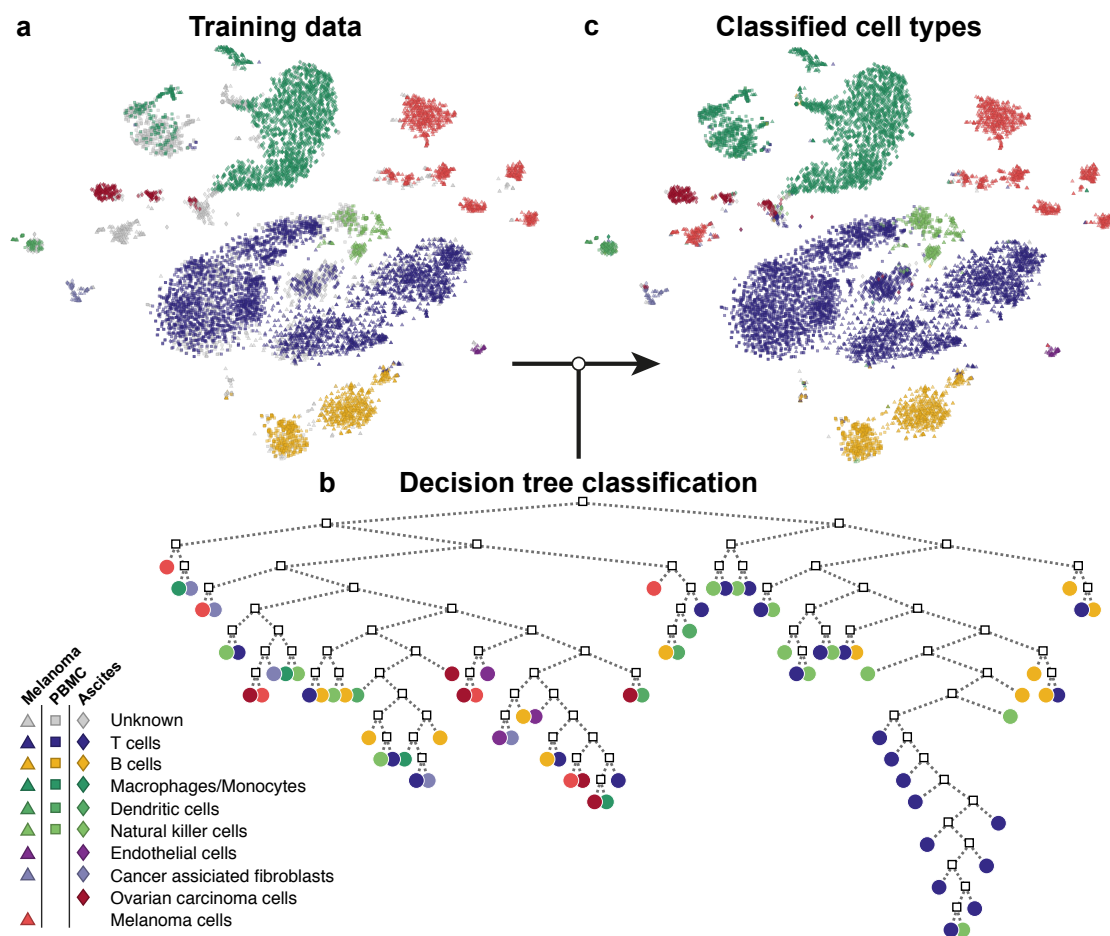 a Training data
c Classified cell types
b Decision tree classification
Melanoma
PBMC
Ascites
Unknown
T cells
B cells
Macrophages/Monocytes
Dendritic cells
Natural killer cells
Endothelial cells
Cancer assiciated fibroblasts
Ovarian carcinoma cells
Melanoma cells